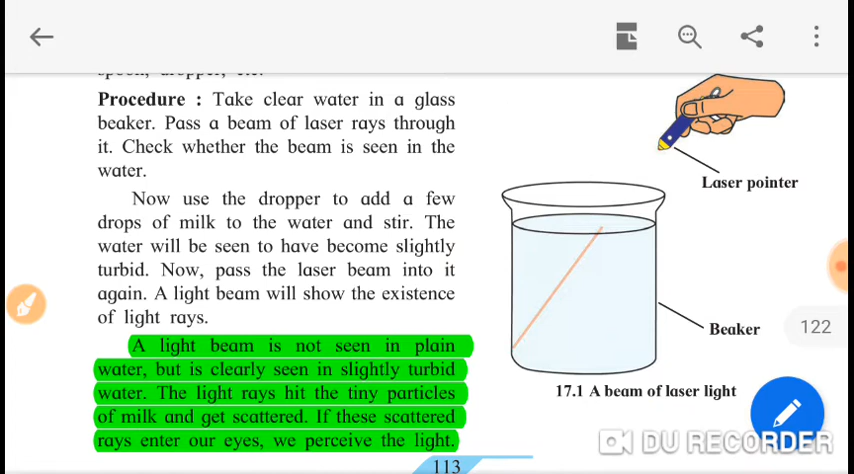 Procedure : Take clear water in a glass
beaker. Pass a beam of laser rays through
it. Check whether the beam is seen in the
water.
Now use the dropper to add a few
drops of milk to the water and stir. The
water will be seen to have become slightly
turbid. Now, pass the laser beam into it
again. A light beam will show the existence
of light rays.
A light beam is not seen in plain
water, but is clearly seen in slightly turbid
water. The light rays hit the tiny particles
of milk and get scattered. If these scattered
rays enter our eyes, we perceive the light.
Laser pointer
Beaker
17.1 A beam of laser light
122
113
DU RECORDER